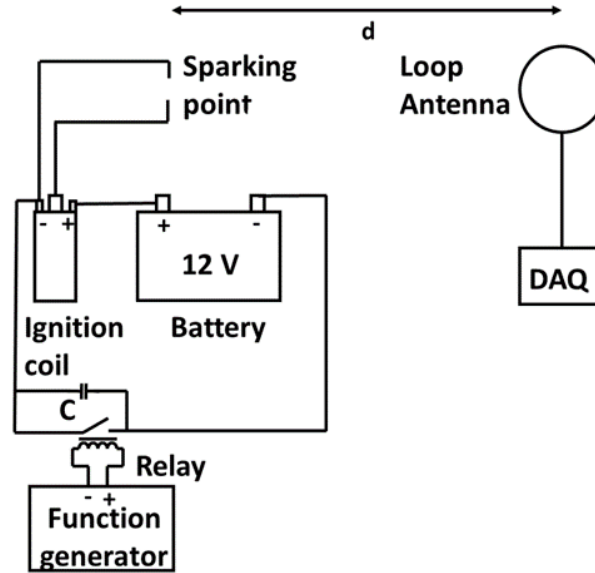 d
Sparking
point
Loop
Antenna
- +
+ -
12 V
DAQ
Ignition
coil
Battery
C
Relay
- +
Function
generator